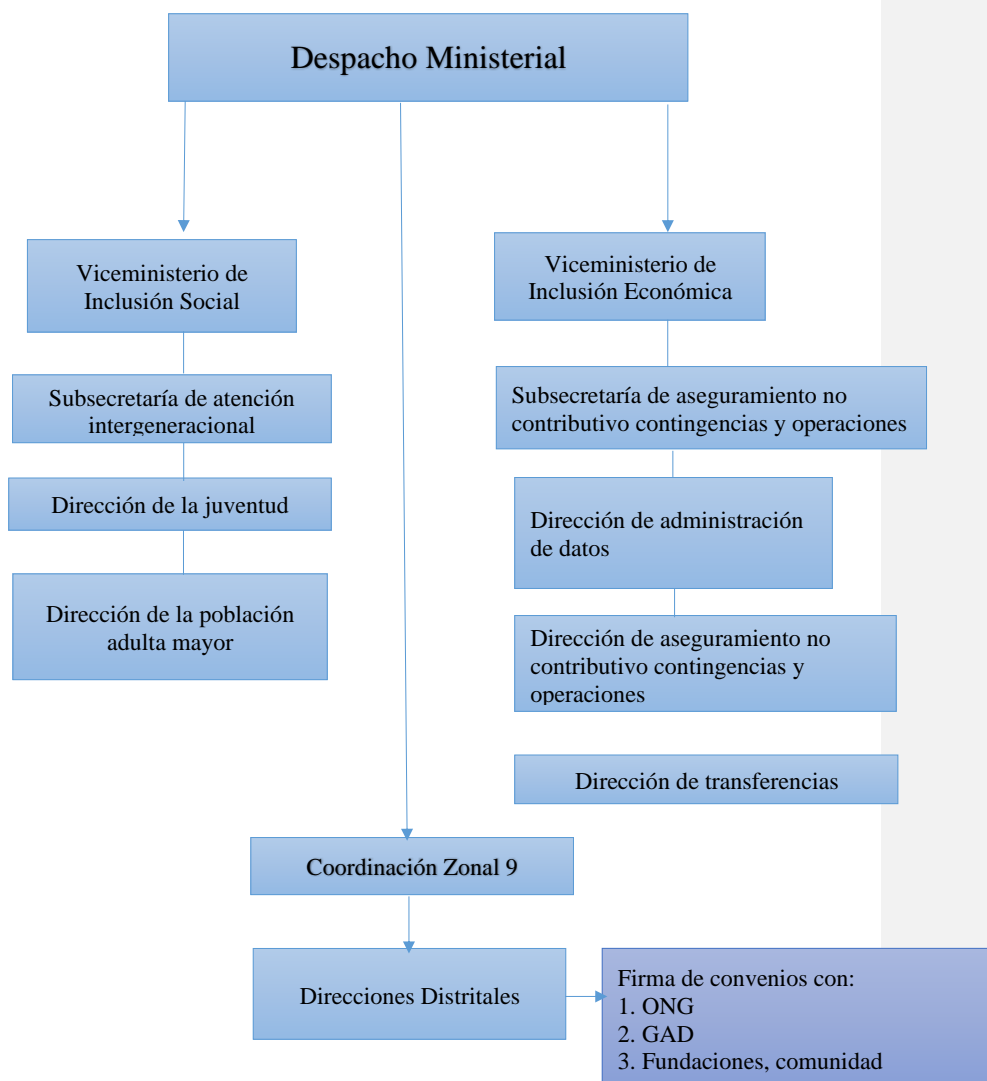 Despacho Ministerial
Viceministerio de
Inclusión Social
Subsecretaría de atención
intergeneracional
Dirección de la juventud
Dirección de la población
adulta mayor
Viceministerio de
Inclusión Económica
Subsecretaría de aseguramiento no
contributivo contingencias y operaciones
Dirección de administración
de datos
Dirección de aseguramiento no
contributivo contingencias y
operaciones
Dirección de transferencias
Coordinación Zonal 9
Direcciones Distritales
Firma de convenios con:
1. ONG
2. GAD
3. Fundaciones, comunidad